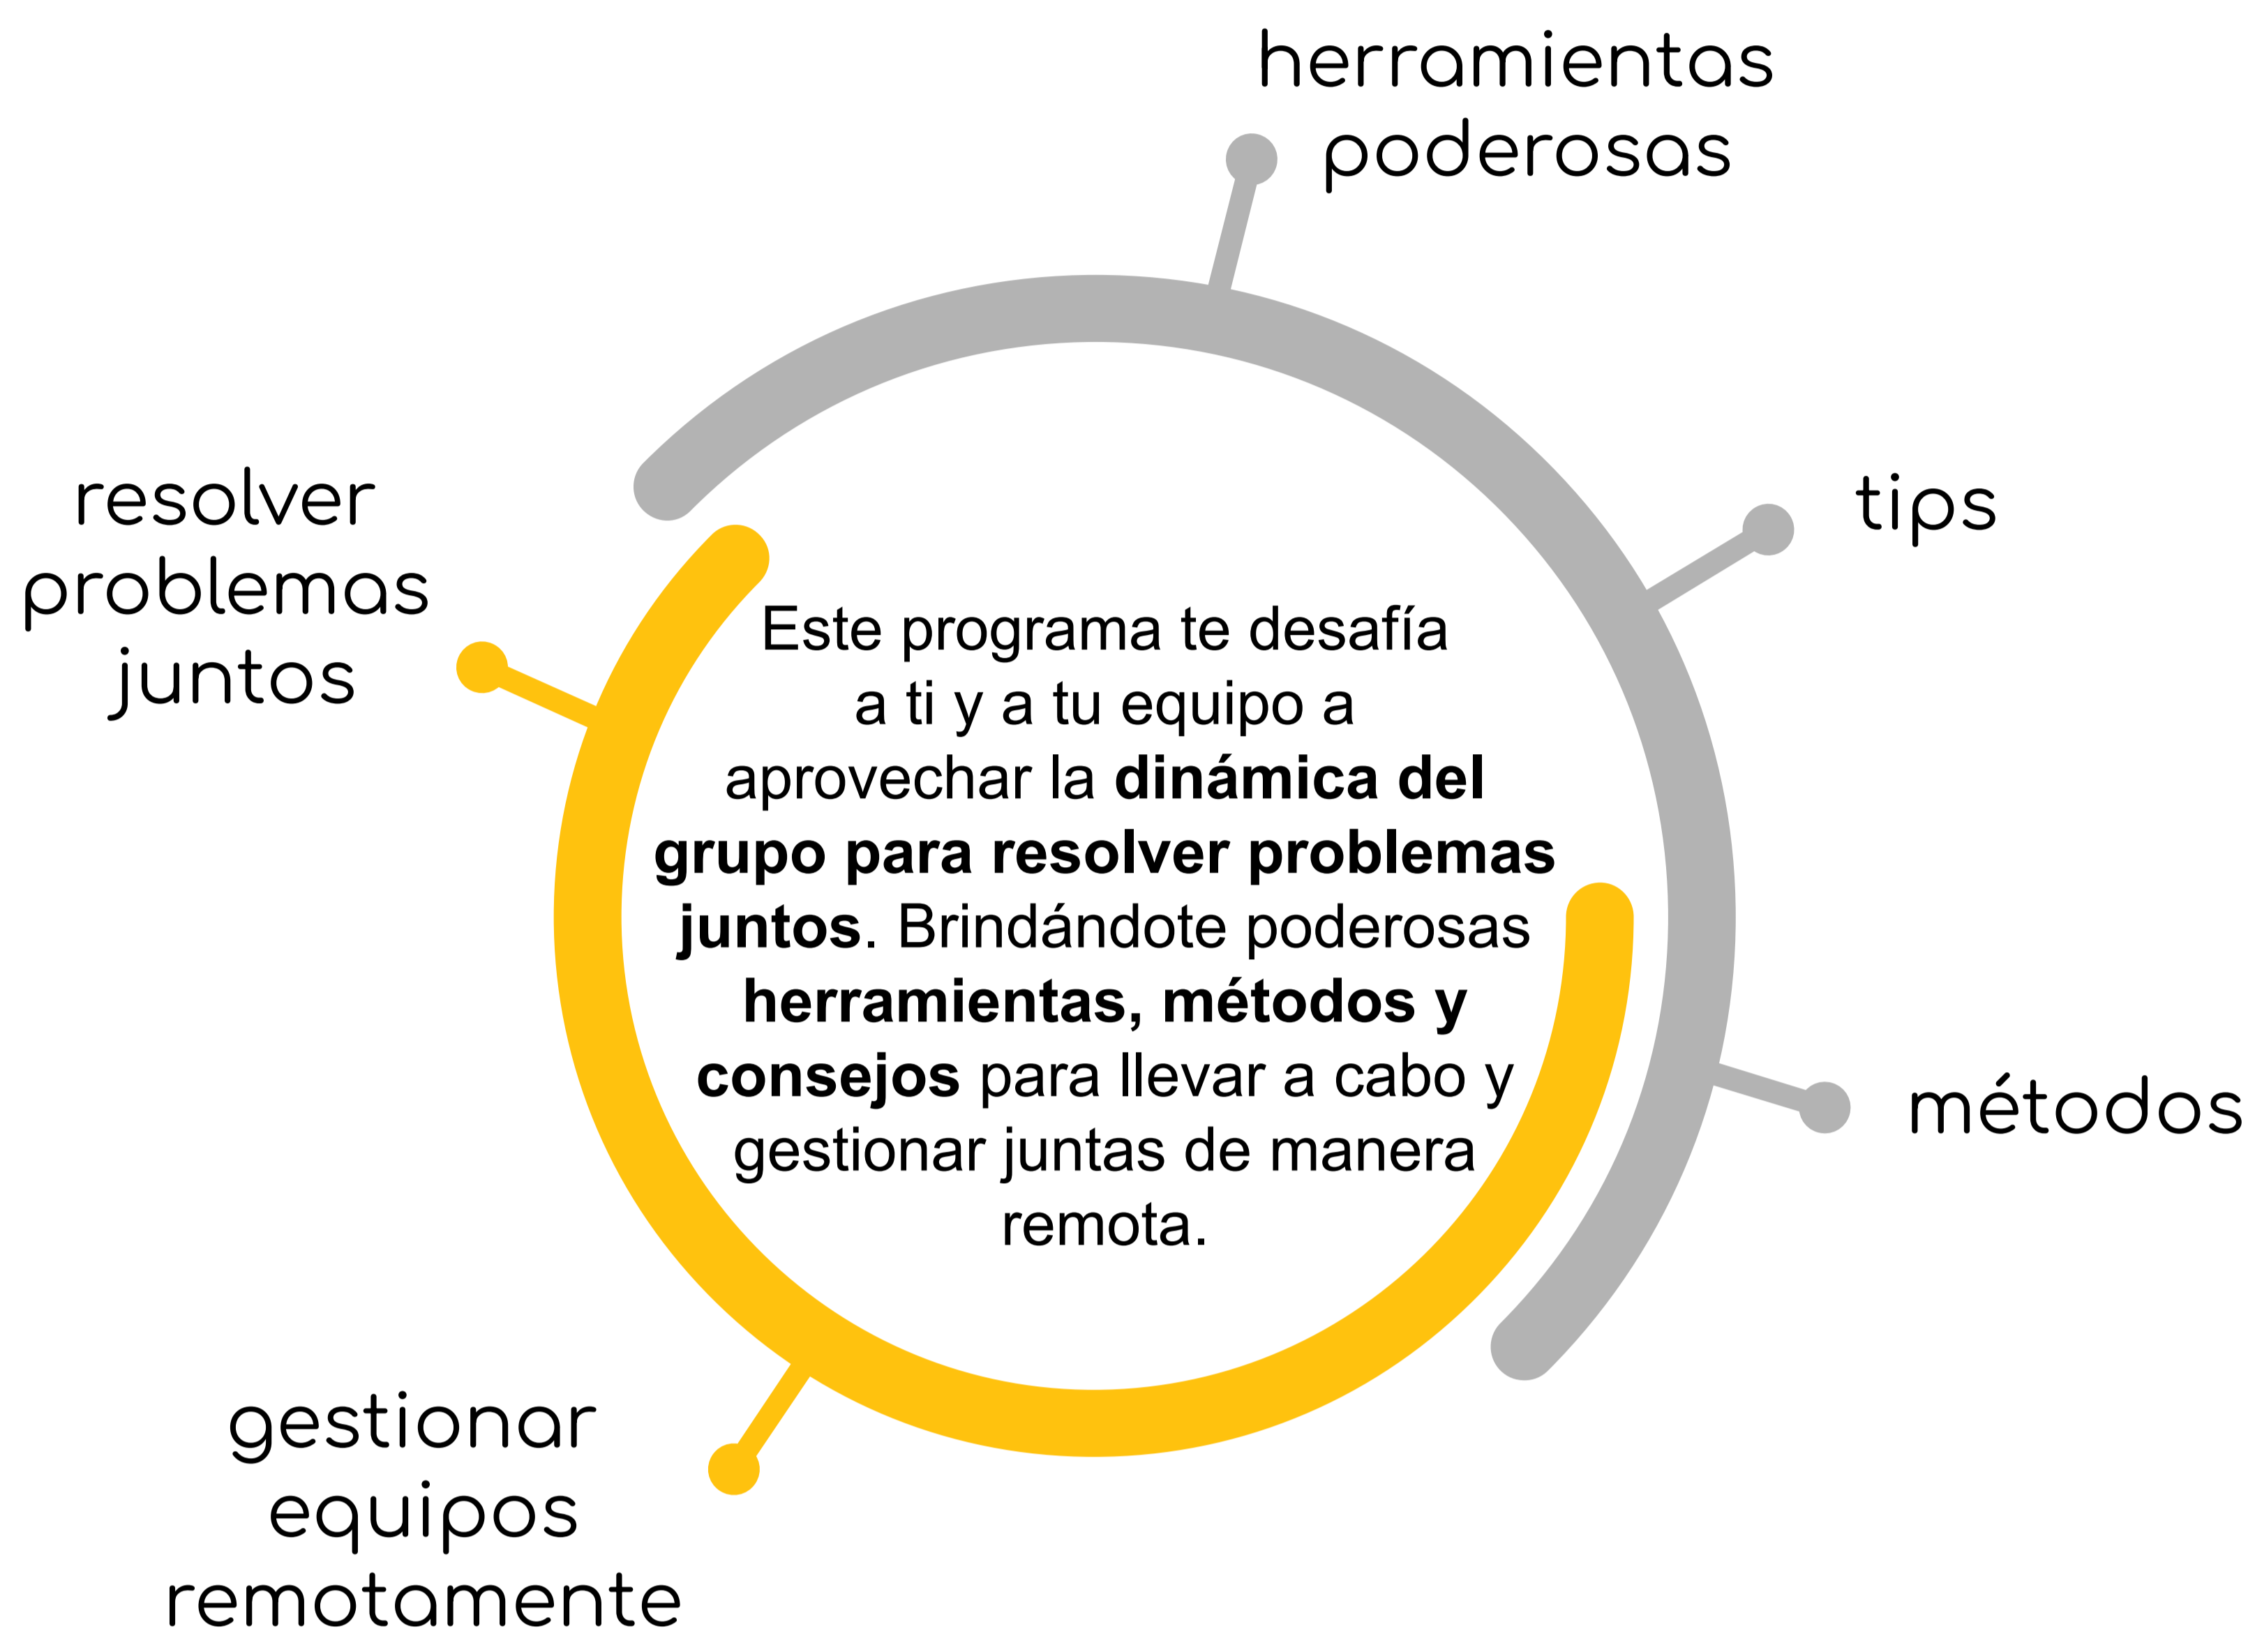 herramientas
poderosas
tips
resolver
problemas
juntos
Este programa te desafía
a ti y a tu equipo a
aprovechar la dinámica del
grupo para resolver problemas
juntos. Brindándote poderosas
herramientas, métodos y
consejos para llevar a cabo y
gestionar juntas de manera
remota.
métodos
gestionar
equipos
remotamente